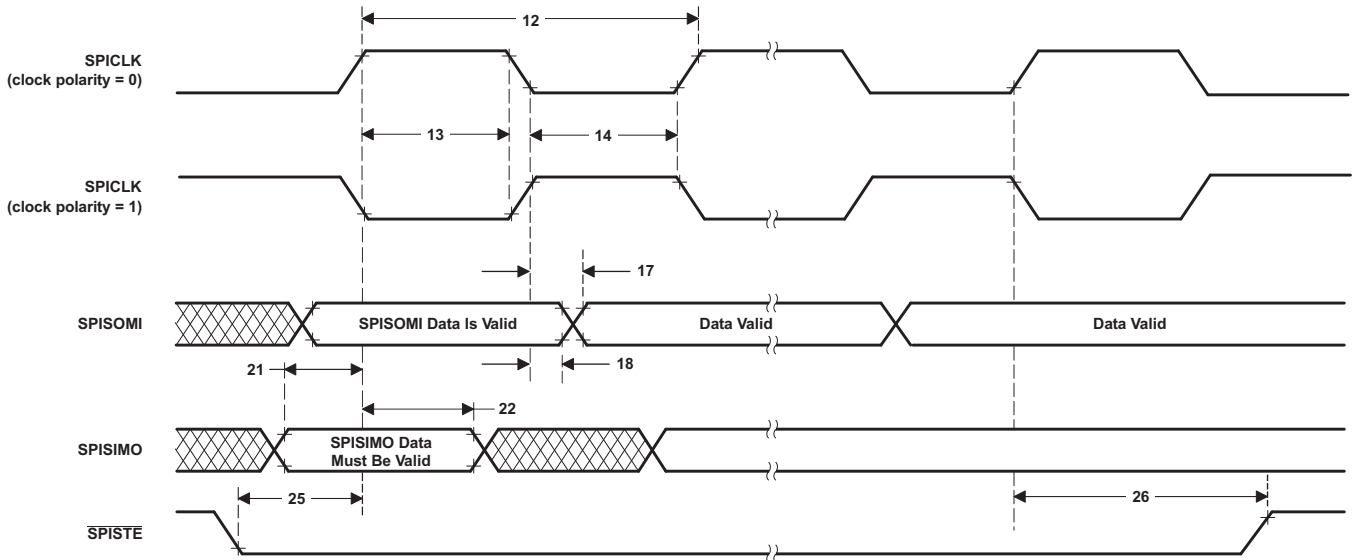 12
SPICLK
(clock polarity = 0)
13
14
SPICLK
(clock polarity = 1)
17
SPISOMI
SPISOMI Data Is Valid
Data Valid
Data Valid
21
18
22
SPISIMO
SPISIMO Data
Must Be Valid
25
26
SPISTE